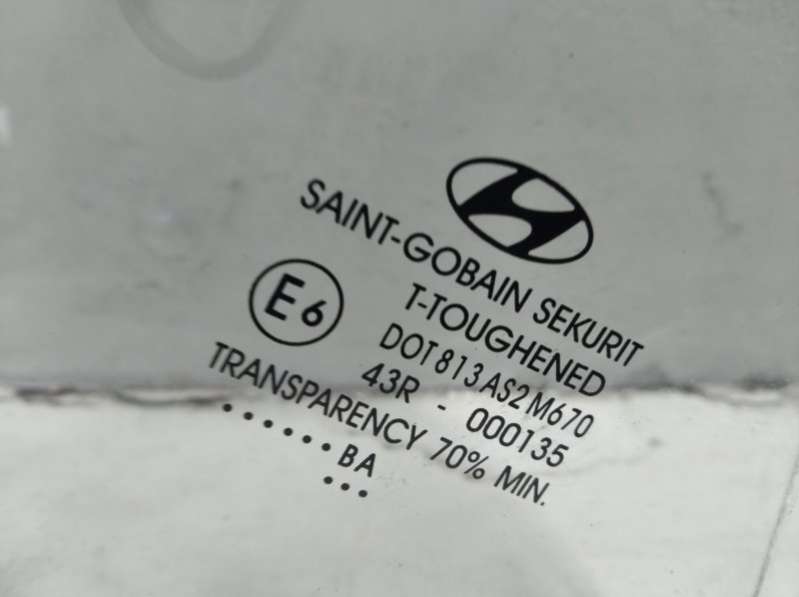 SAINT-GOBAIN SEKURIT
T-TOUGHENED
E6
DOT 813 AS2 M670
43R - 000135
TRANSPARENCY 70% MIN.
......BA
...